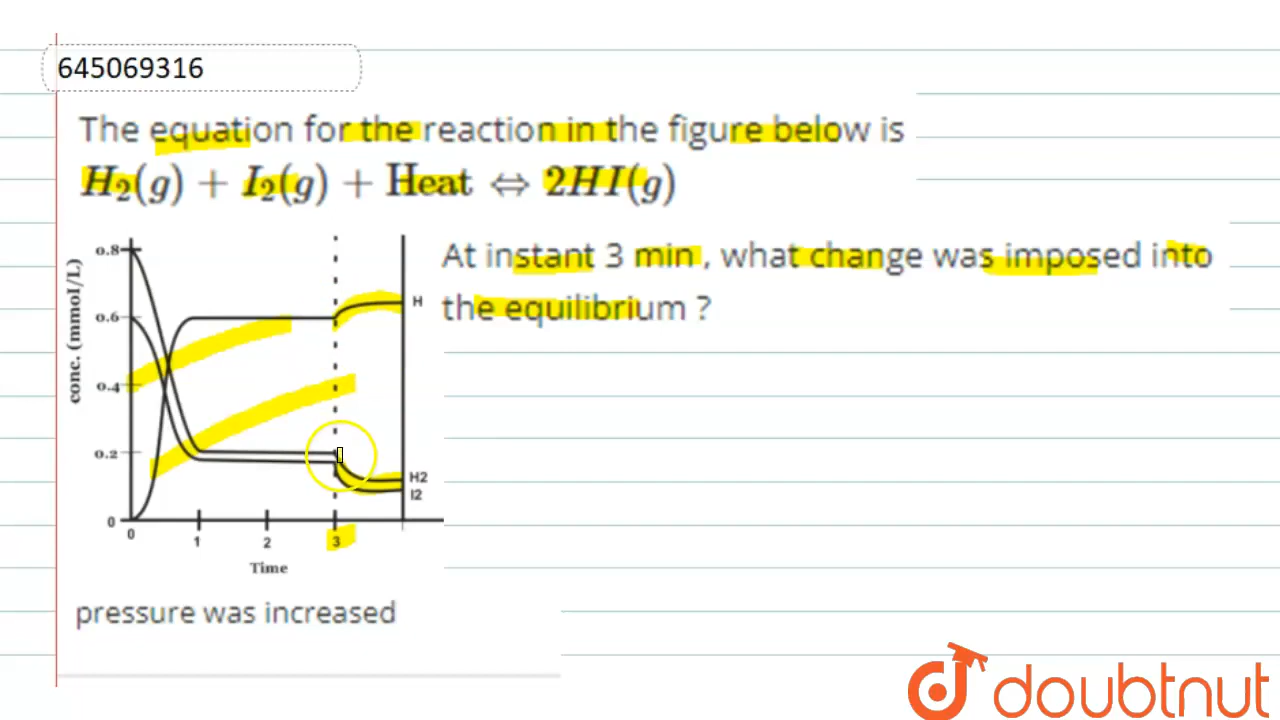 645069316
The equation for the reaction in the figure below is
H₂(g) + I₂(g) + Heat ⇔ 2HI(g)
At instant 3 min , what change was imposed into
the equilibrium ?
conc. (mmol/L)
0.8
0.6
0.4
0.2
0
0
1
2
3
Time
H
H2
I2
pressure was increased
doubtnut